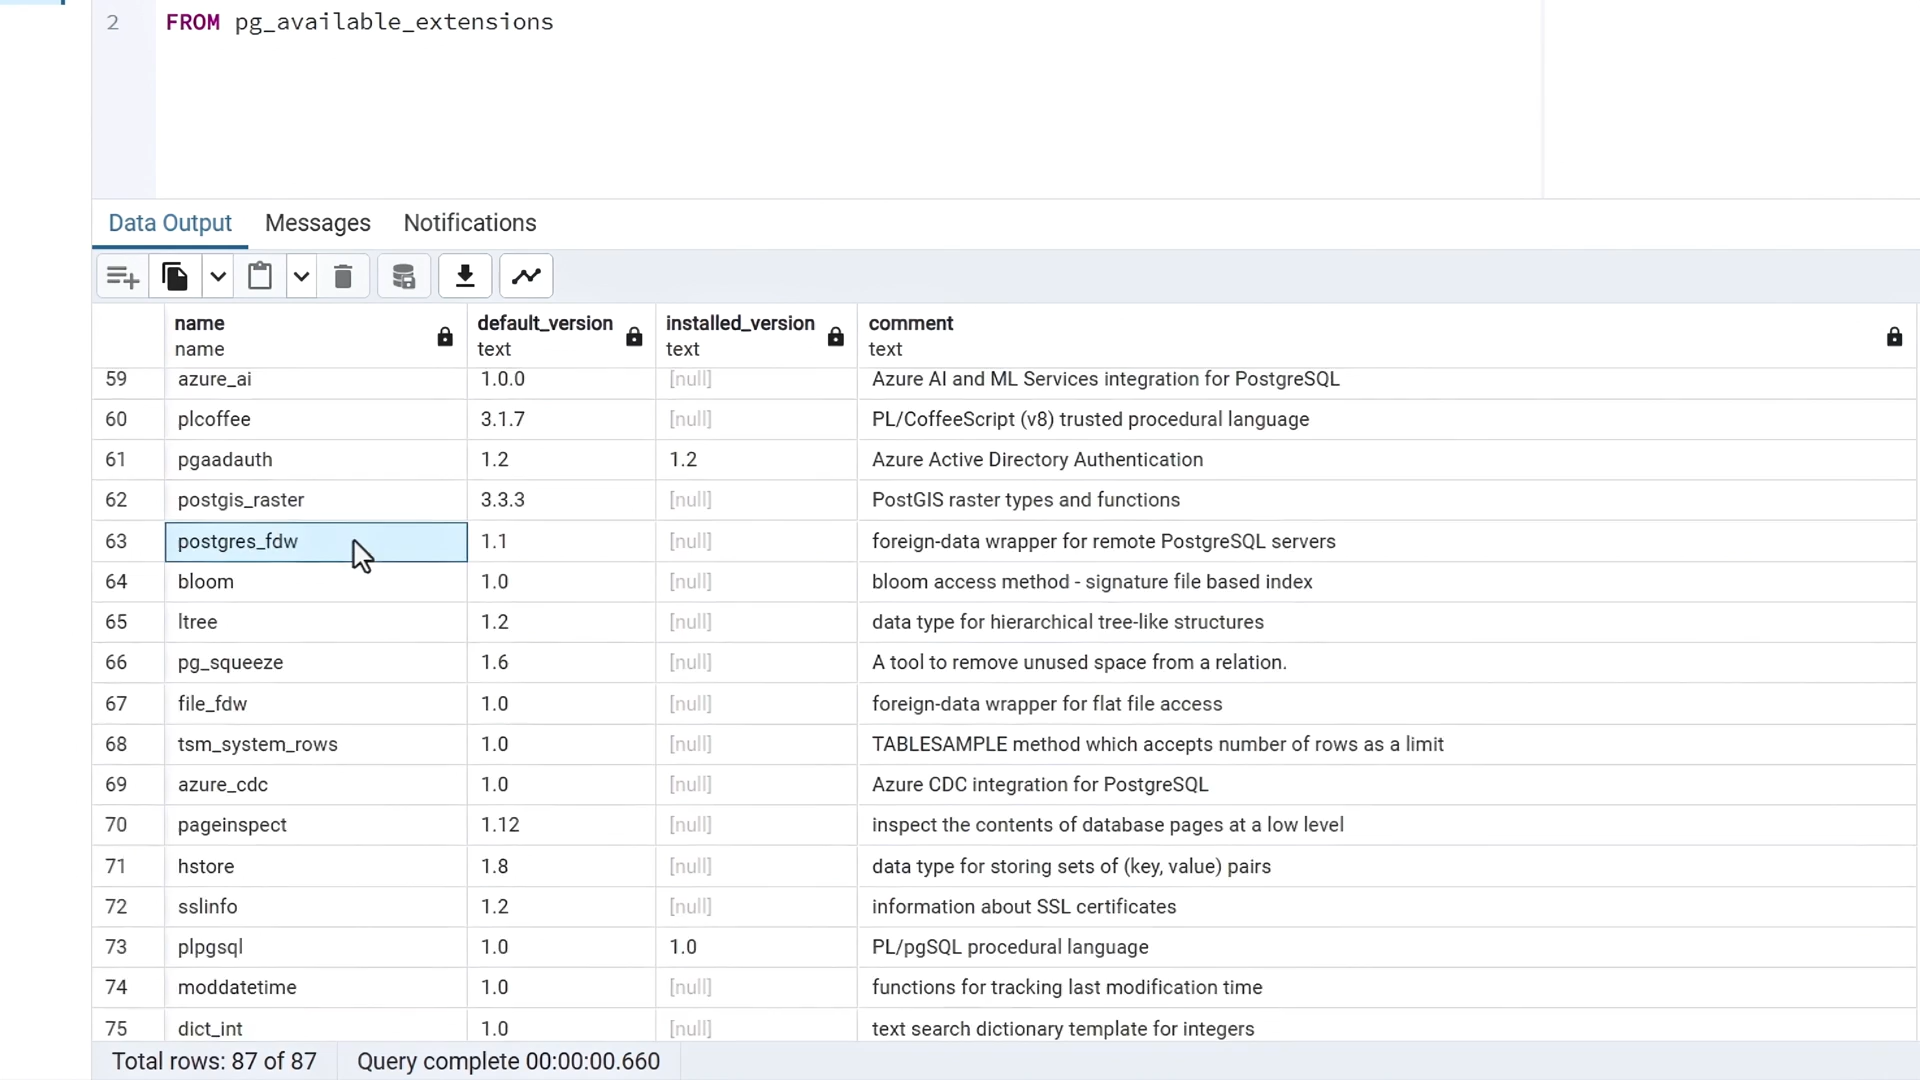 2 FROM pg_available_extensions
Data Output Messages Notifications
name default_version installed_version comment
name text text text
59 azure_ai 1.0.0 [null] Azure AI and ML Services integration for PostgreSQL
60 plcoffee 3.1.7 [null] PL/CoffeeScript (v8) trusted procedural language
61 pgaadauth 1.2 1.2 Azure Active Directory Authentication
62 postgis_raster 3.3.3 [null] PostGIS raster types and functions
63 postgres_fdw 1.1 [null] foreign-data wrapper for remote PostgreSQL servers
64 bloom 1.0 [null] bloom access method - signature file based index
65 ltree 1.2 [null] data type for hierarchical tree-like structures
66 pg_squeeze 1.6 [null] A tool to remove unused space from a relation.
67 file_fdw 1.0 [null] foreign-data wrapper for flat file access
68 tsm_system_rows 1.0 [null] TABLESAMPLE method which accepts number of rows as a limit
69 azure_cdc 1.0 [null] Azure CDC integration for PostgreSQL
70 pageinspect 1.12 [null] inspect the contents of database pages at a low level
71 hstore 1.8 [null] data type for storing sets of (key, value) pairs
72 sslinfo 1.2 [null] information about SSL certificates
73 plpgsql 1.0 1.0 PL/pgSQL procedural language
74 moddatetime 1.0 [null] functions for tracking last modification time
75 dict_int 1.0 [null] text search dictionary template for integers
Total rows: 87 of 87 Query complete 00:00:00.660